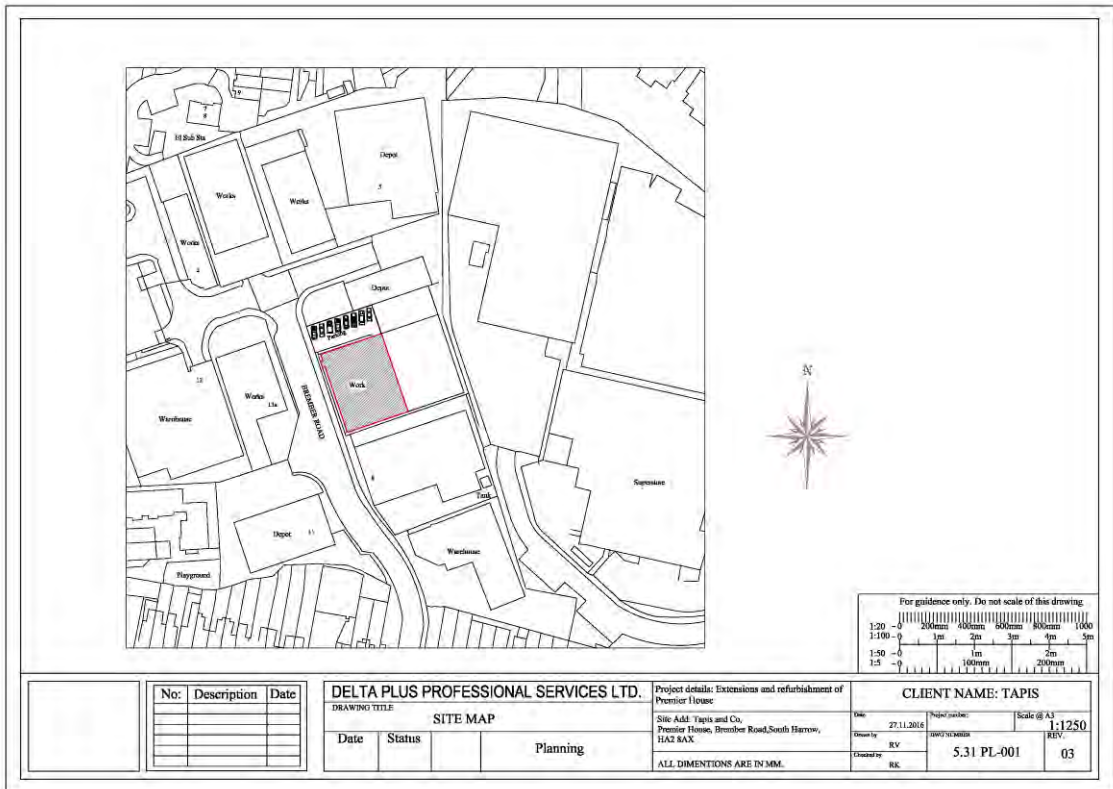 19
7
8
El Sub Sta
Depot
5
Works
Works
Works
2
Depot
Parking
Work
10
Works
13a
Warehouse
BREMBER ROAD
6
Tank
Superstore
Depot 11
Warehouse
Playground
N
For guidance only. Do not scale of this drawing
1:20 0 200mm 400mm 600mm 800mm 1000
1:100 0 1m 2m 3m 4m 5m
1:50 0 1m 2m
1:5 0 100mm 200mm
No: Description Date
DELTA PLUS PROFESSIONAL SERVICES LTD.
DRAWING TITLE
SITE MAP
Date Status
Planning
Project details: Extensions and refurbishment of
Premier House
Site Add: Tapis and Co,
Premier House, Brember Road,South Harrow,
HA2 8AX
ALL DIMENTIONS ARE IN MM.
CLIENT NAME: TAPIS
Date
27.11.2016
Project number:
Scale @ A3
1:1250
Drawn by
RV
DWG NUMBER
5.31 PL-001
REV.
03
Checked by
RK